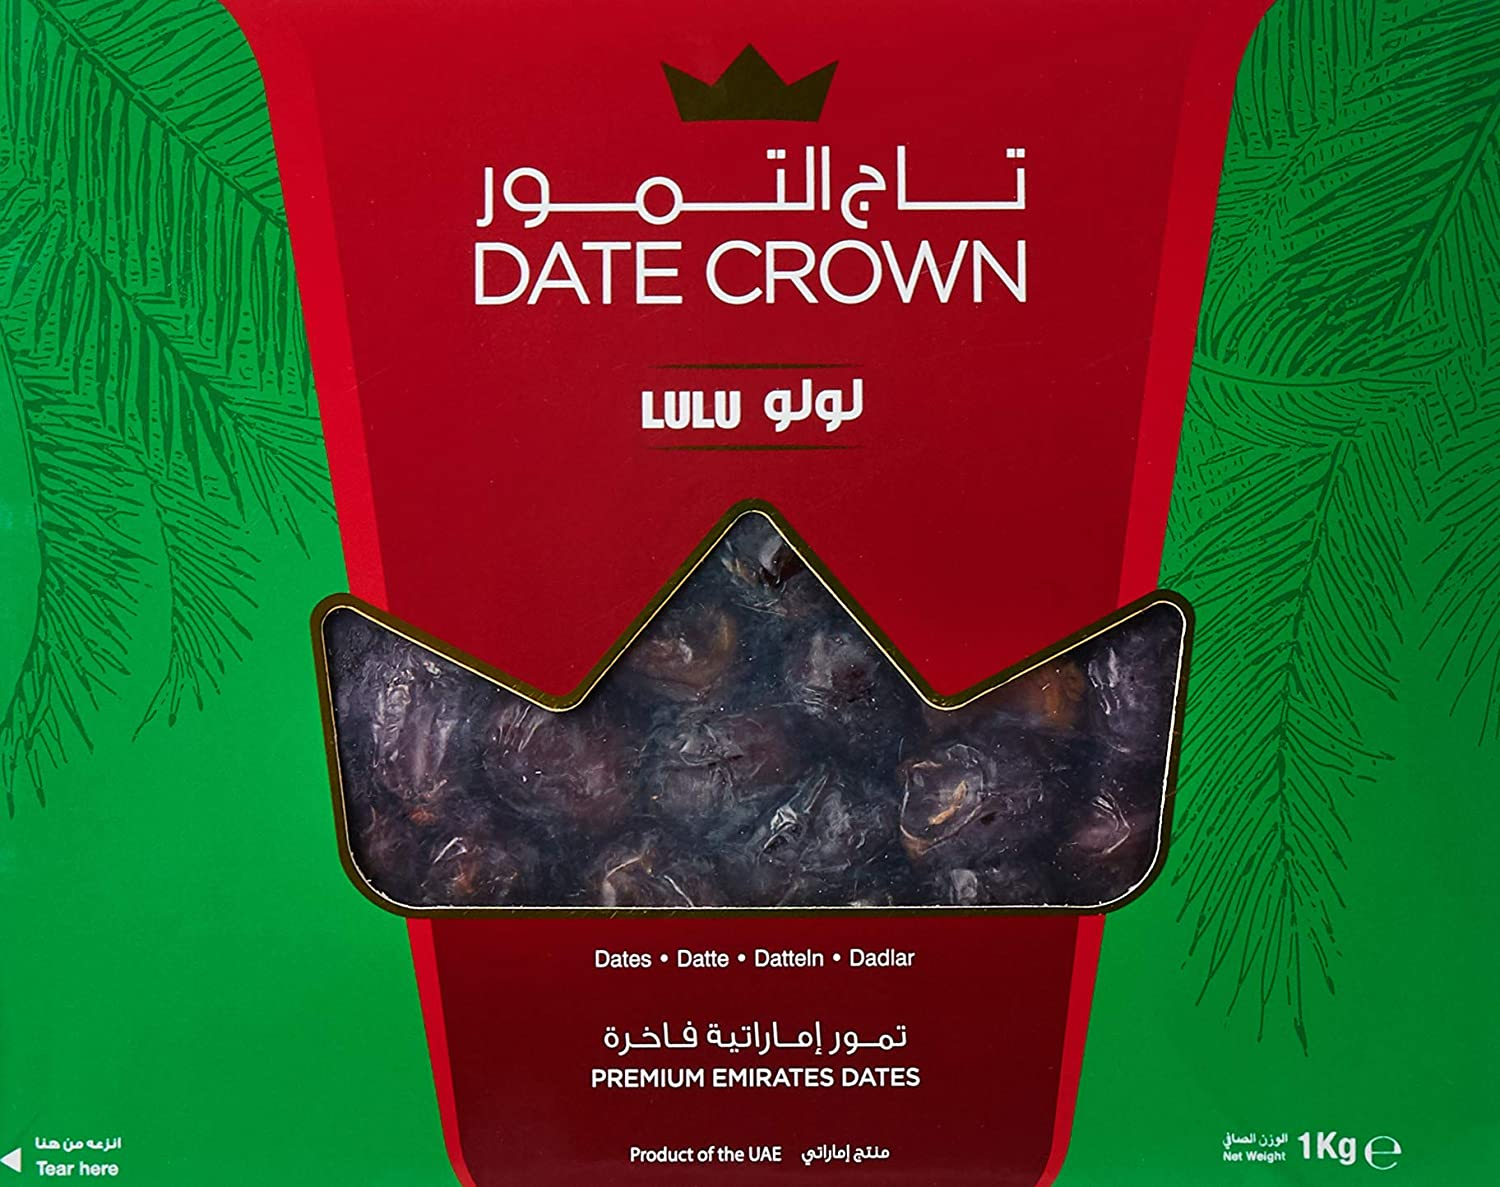 تاج التمور
DATE CROWN
LULU لولو
Dates • Datte • Datteln • Dadlar
تمور إماراتية فاخرة
PREMIUM EMIRATES DATES
Product of the UAE منتج إماراتي
انزعه من هنا
Tear here
الوزن الصافي
Net Weight
1Kg ℮